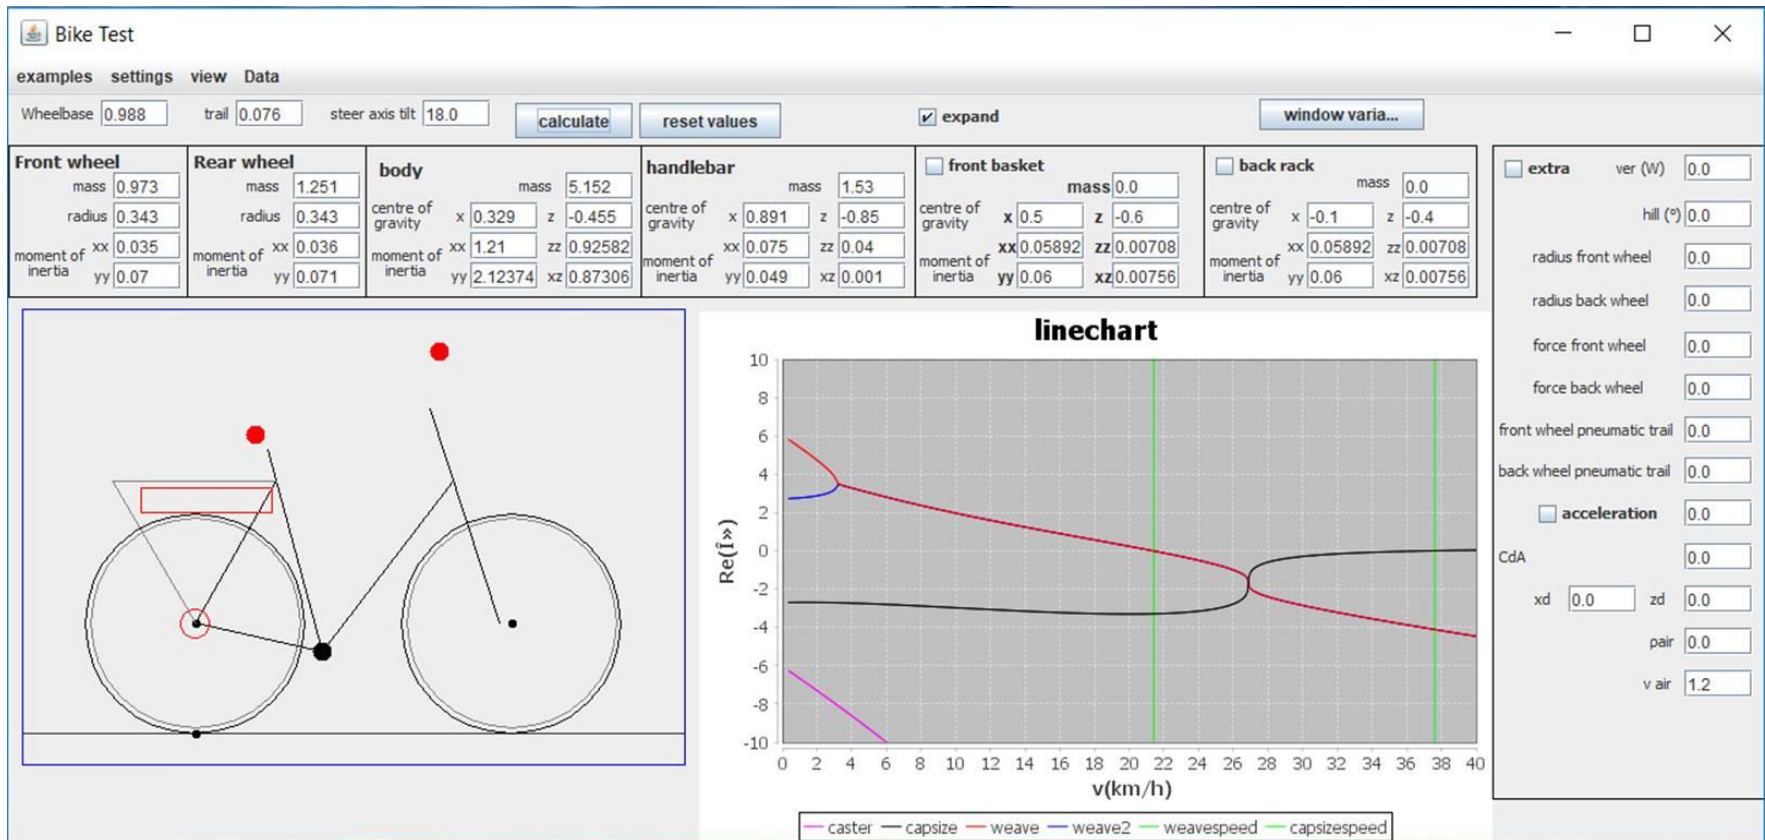 Bike Test
examples settings view Data
Wheelbase 0.988 trail 0.076 steer axis tilt 18.0 calculate reset values expand window varia...
Front wheel
mass 0.973
radius 0.343
moment of inertia xx 0.035
yy 0.07
Rear wheel
mass 1.251
radius 0.343
moment of inertia xx 0.036
yy 0.071
body
mass 5.152
centre of gravity x 0.329 z -0.455
moment of inertia xx 1.21 zz 0.92582
yy 2.12374 xz 0.87306
handlebar
mass 1.53
centre of gravity x 0.891 z -0.85
moment of inertia xx 0.075 zz 0.04
yy 0.049 xz 0.001
front basket
mass 0.0
centre of gravity x 0.5 z -0.6
moment of inertia xx 0.05892 zz 0.00708
yy 0.06 xz 0.00756
back rack
mass 0.0
centre of gravity x -0.1 z -0.4
moment of inertia xx 0.05892 zz 0.00708
yy 0.06 xz 0.00756
extra ver (W) 0.0
hill (º) 0.0
radius front wheel 0.0
radius back wheel 0.0
force front wheel 0.0
force back wheel 0.0
front wheel pneumatic trail 0.0
back wheel pneumatic trail 0.0
acceleration 0.0
CdA 0.0
xd 0.0 zd 0.0
ρair 0.0
v air 1.2
linechart
Re(Î»)
10
8
6
4
2
0
-2
-4
-6
-8
-10
0 2 4 6 8 10 12 14 16 18 20 22 24 26 28 30 32 34 36 38 40
v(km/h)
caster capsize weave weave2 weavespeed capsizespeed